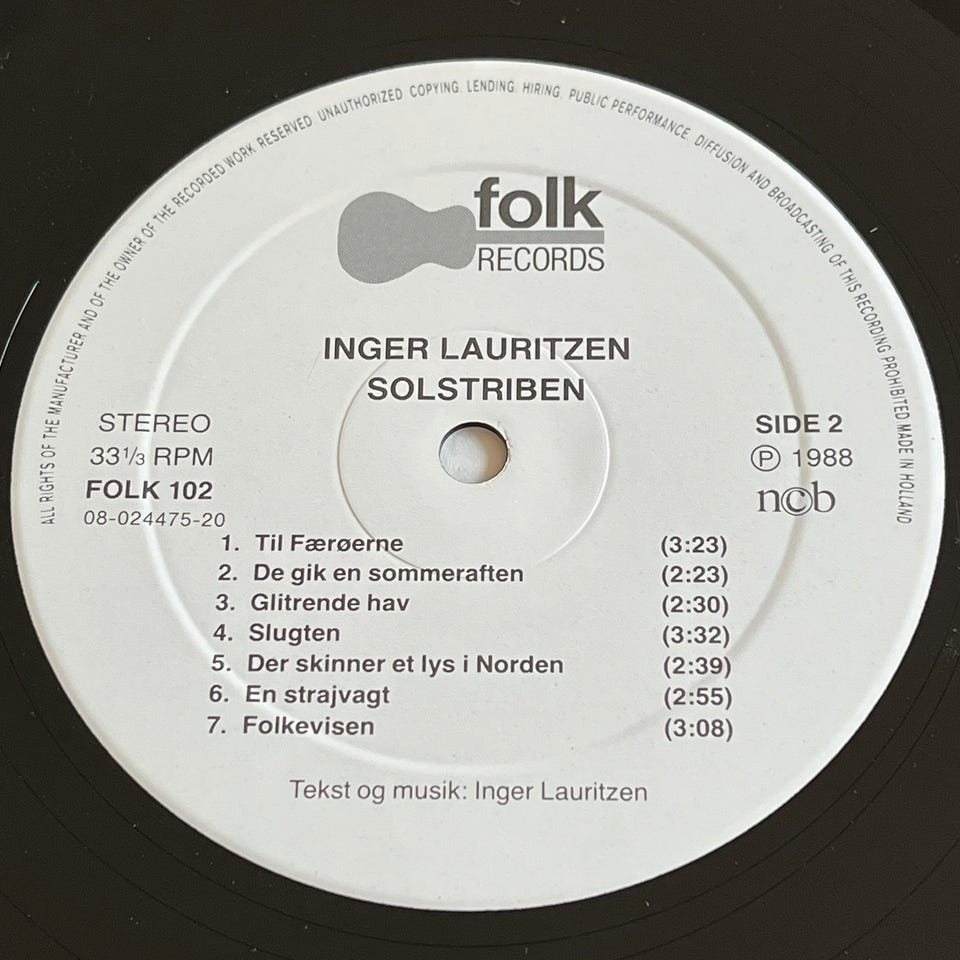 ALL RIGHTS OF THE MANUFACTURER AND OF THE OWNER OF THE RECORDED WORK RESERVED UNAUTHORIZED COPYING. LENDING. HIRING. PUBLIC PERFORMANCE. DIFFUSION AND BROADCASTING OF THIS RECORDING PROHIBITED MADE IN HOLLAND
folk
RECORDS
INGER LAURITZEN
SOLSTRIBEN
STEREO
33 1/3 RPM
FOLK 102
08-024475-20
SIDE 2
Ⓟ 1988
ncb
1. Til Færøerne (3:23)
2. De gik en sommeraften (2:23)
3. Glitrende hav (2:30)
4. Slugten (3:32)
5. Der skinner et lys i Norden (2:39)
6. En strajvagt (2:55)
7. Folkevisen (3:08)
Tekst og musik: Inger Lauritzen